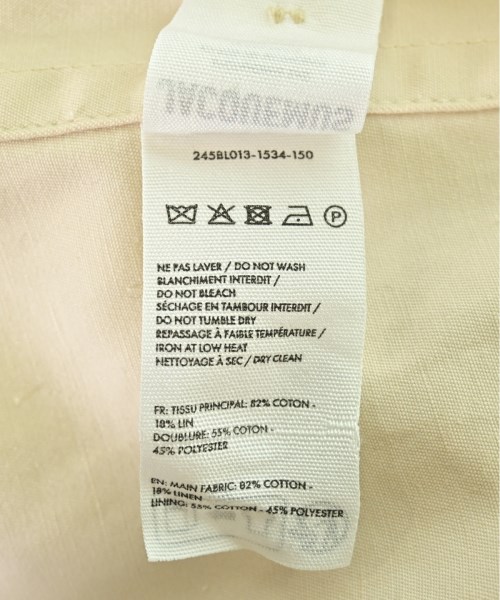 JACQUEMUS
245BL013-1534-150
P
NE PAS LAVER / DO NOT WASH
BLANCHIMENT INTERDIT /
DO NOT BLEACH
SÉCHAGE EN TAMBOUR INTERDIT /
DO NOT TUMBLE DRY
REPASSAGE À FAIBLE TEMPÉRATURE /
IRON AT LOW HEAT
NETTOYAGE À SEC / DRY CLEAN
FR: TISSU PRINCIPAL: 82% COTON -
18% LIN
DOUBLURE: 55% COTON -
45% POLYESTER
EN: MAIN FABRIC: 82% COTTON -
18% LINEN
LINING: 55% COTTON - 45% POLYESTER